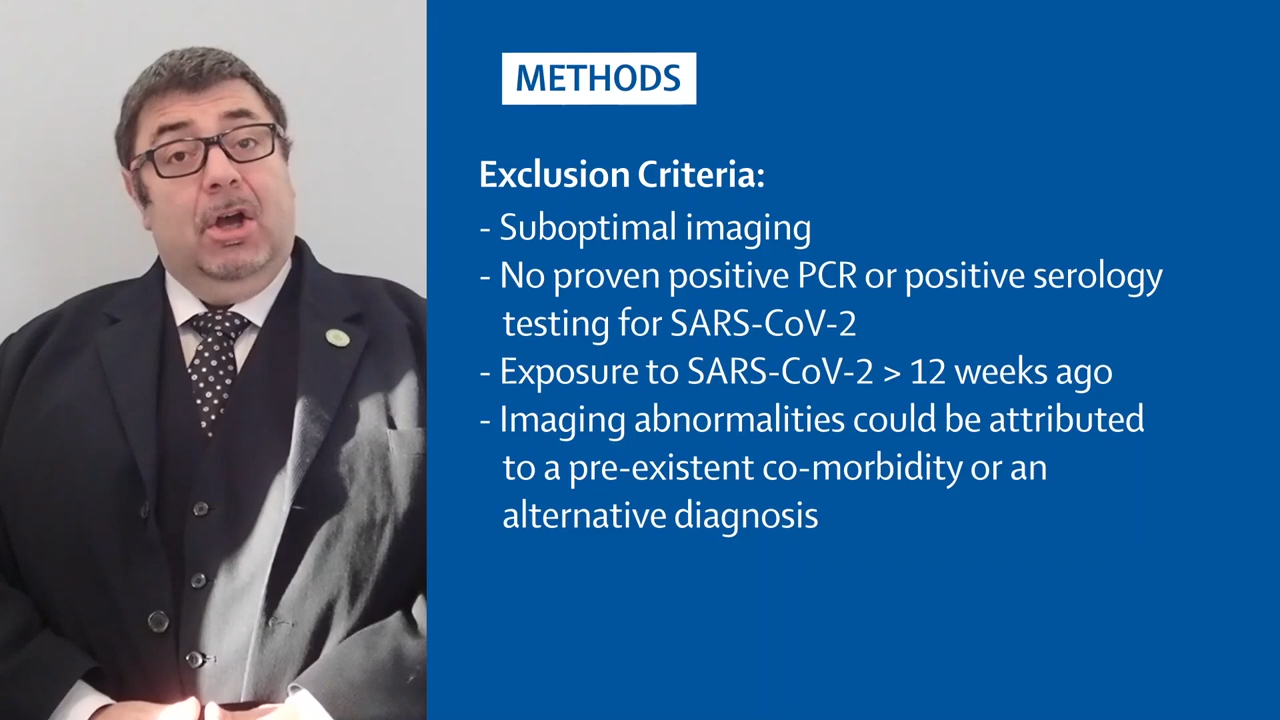 METHODS
Exclusion Criteria:
- Suboptimal imaging
- No proven positive PCR or positive serology
testing for SARS-CoV-2
- Exposure to SARS-CoV-2 > 12 weeks ago
- Imaging abnormalities could be attributed
to a pre-existent co-morbidity or an
alternative diagnosis